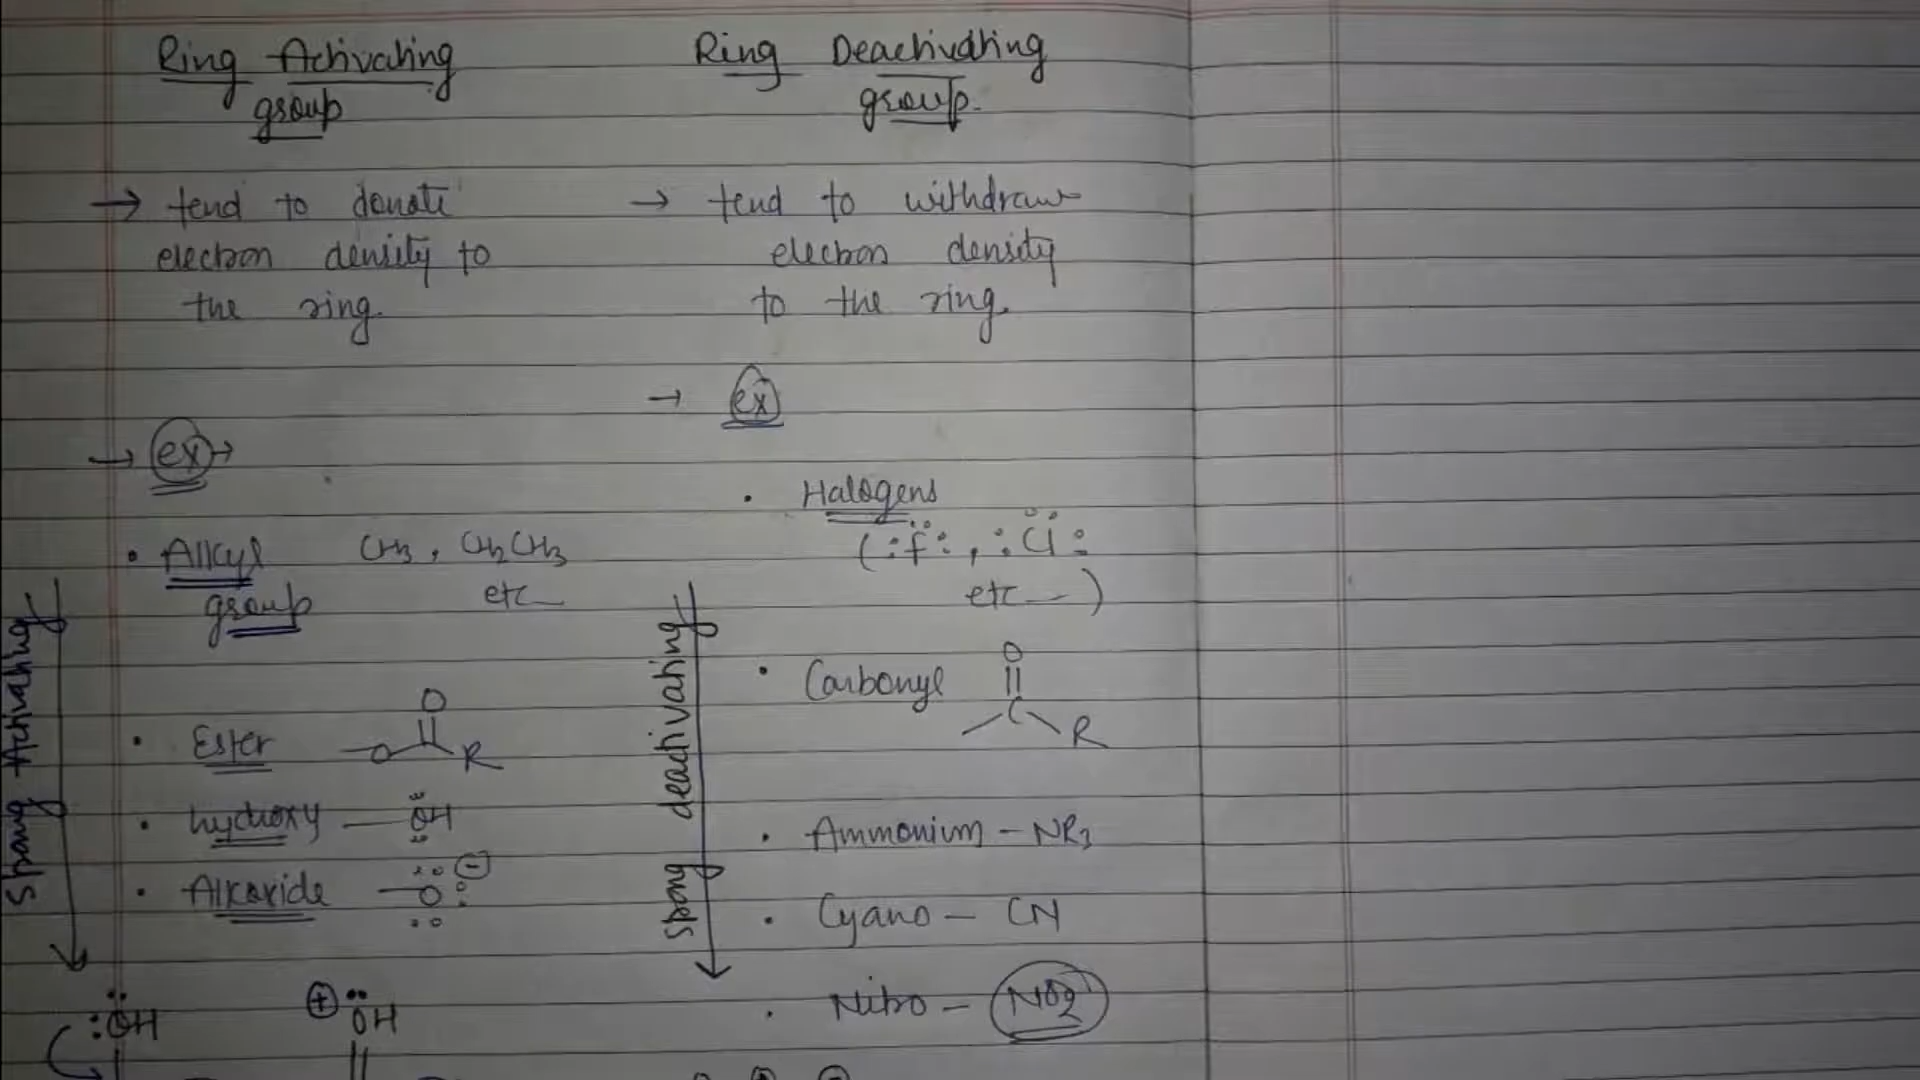 Ring Activating
group
→ tend to donate
electron density to
the ring.
→ ex →
• Alkyl CH3, CH2CH3
group etc
• Ester O
—O R
• hydroxy — OH
• Alkoxide — O: ⊖
Strong Activating
:OH ⊕ OH
Ring Deactivating
group.
→ tend to withdraw
electron density
to the ring.
→ ex
• Halogens
(:F:, :Cl:
etc—)
• Carbonyl O
C R
• Ammonium — NR3
• Cyano — CN
• Nitro — NO2
Strong deactivating